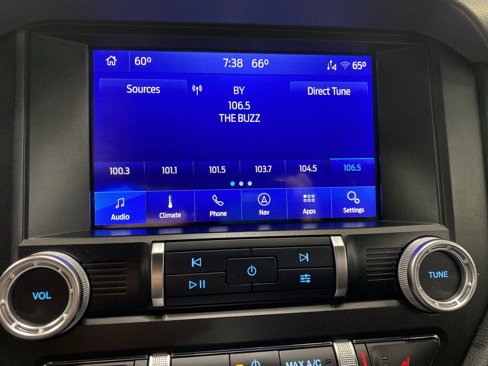 60° 7:38 66° 65°
Sources BY Direct Tune
106.5
THE BUZZ
100.3 101.1 101.5 103.7 104.5 106.5
Audio Climate Phone Nav Apps Settings
VOL TUNE
MAX A/C